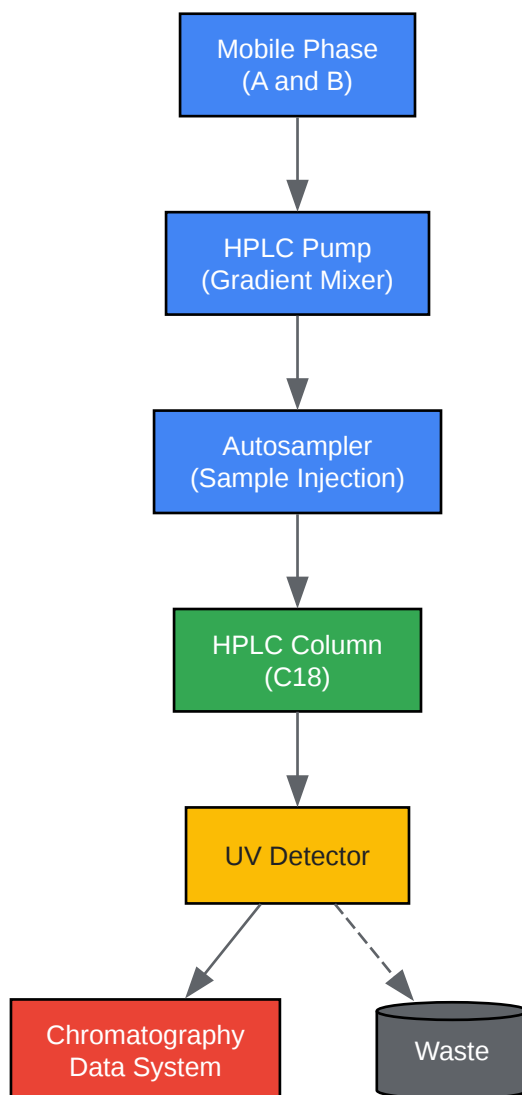 Mobile Phase
(A and B)
HPLC Pump
(Gradient Mixer)
Autosampler
(Sample Injection)
HPLC Column
(C18)
UV Detector
Chromatography
Data System
Waste